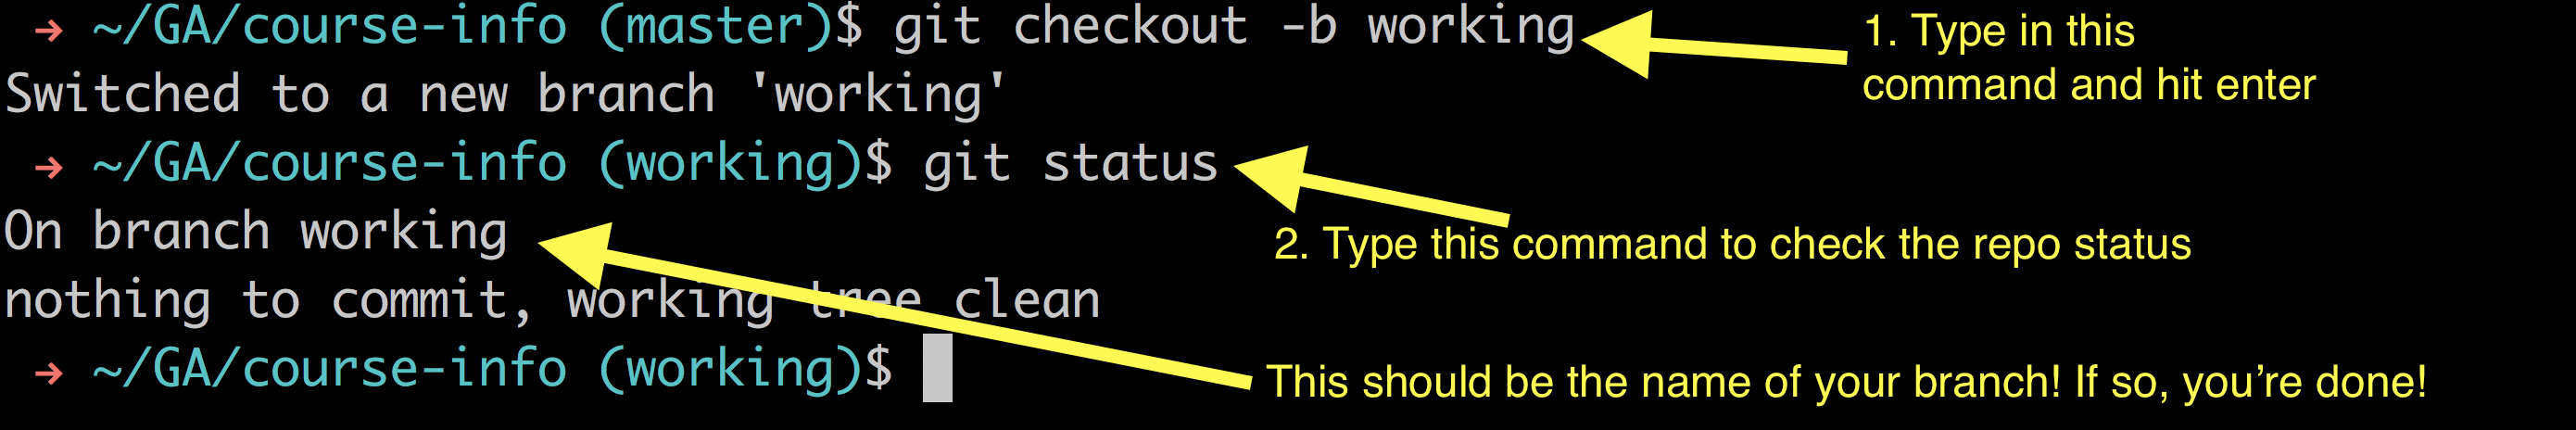 → ~/GA/course-info (master)$ git checkout -b working
1. Type in this
command and hit enter
Switched to a new branch 'working'
→ ~/GA/course-info (working)$ git status
2. Type this command to check the repo status
On branch working
nothing to commit, working tree clean
→ ~/GA/course-info (working)$
This should be the name of your branch! If so, you’re done!